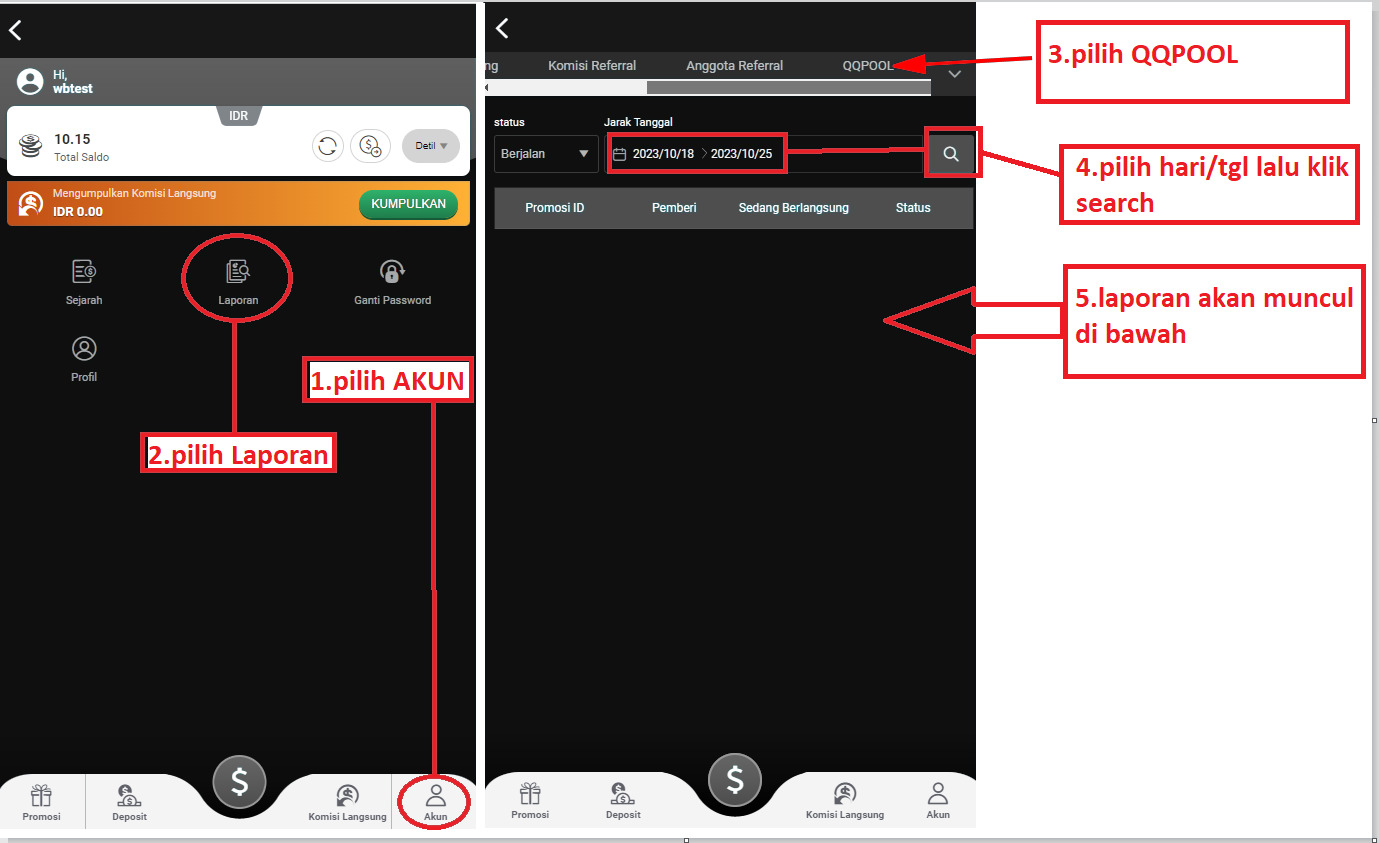 Hi,
wbtest
IDR
10.15
Total Saldo
Detil
Mengumpulkan Komisi Langsung
IDR 0.00
KUMPULKAN
Sejarah
Laporan
Ganti Password
Profil
1.pilih AKUN
2.pilih Laporan
Promosi
Deposit
$
Komisi Langsung
Akun
ng
Komisi Referral
Anggota Referral
QQPOOL
status
Jarak Tanggal
Berjalan
2023/10/18 > 2023/10/25
Promosi ID
Pemberi
Sedang Berlangsung
Status
Promosi
Deposit
$
Komisi Langsung
Akun
3.pilih QQPOOL
4.pilih hari/tgl lalu klik
search
5.laporan akan muncul
di bawah